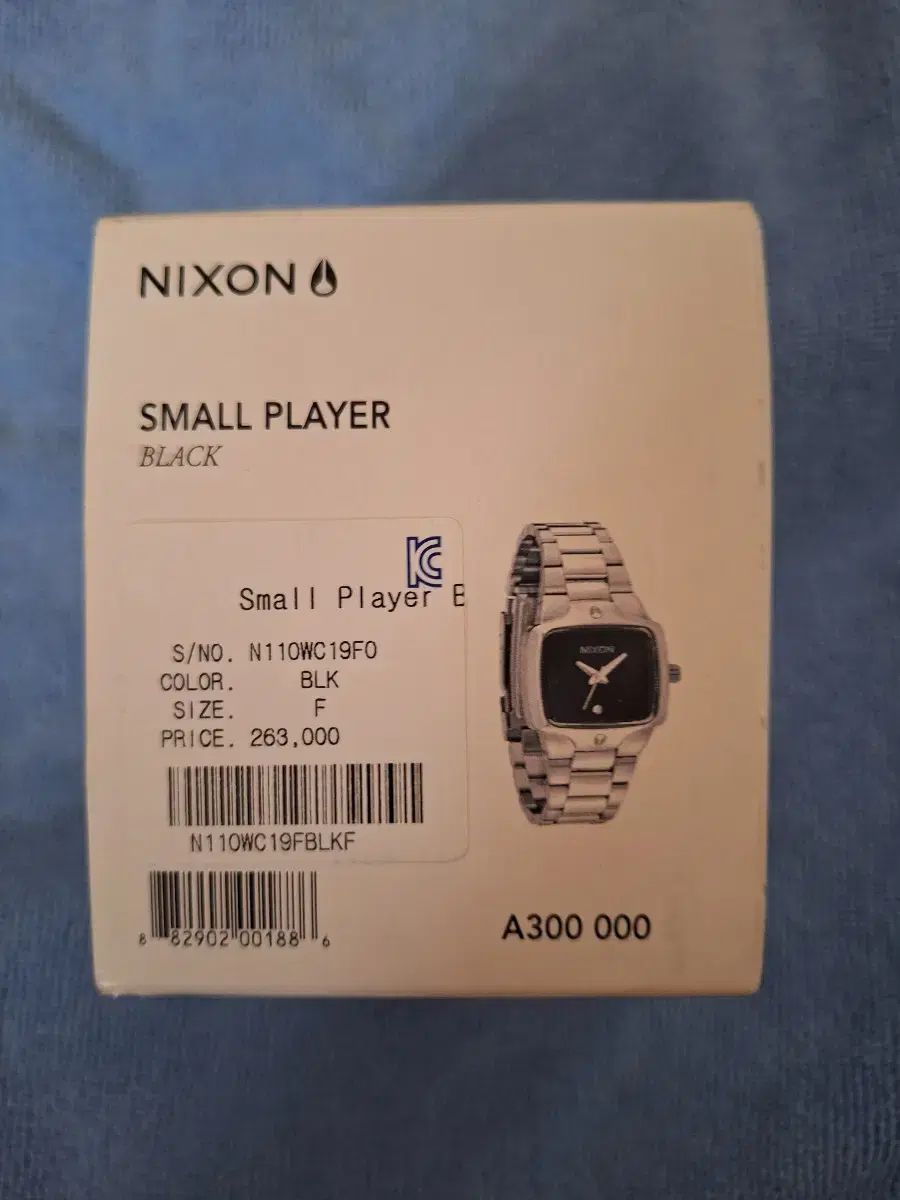 NIXON
SMALL PLAYER
BLACK
KC
Small Player B
S/NO. N110WC19F0
COLOR. BLK
SIZE. F
PRICE. 263,000
N110WC19FBLKF
8 82902 00188 6
NIXON
A300 000